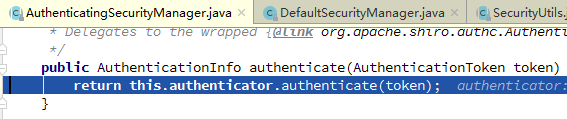 AuthenticatingSecurityManager.java × DefaultSecurityManager.java × SecurityUtils.j
* Delegates to the wrapped {@link org.apache.shiro.authc.Authenti
*/
public AuthenticationInfo authenticate(AuthenticationToken token)
return this.authenticator.authenticate(token); authenticator:
}